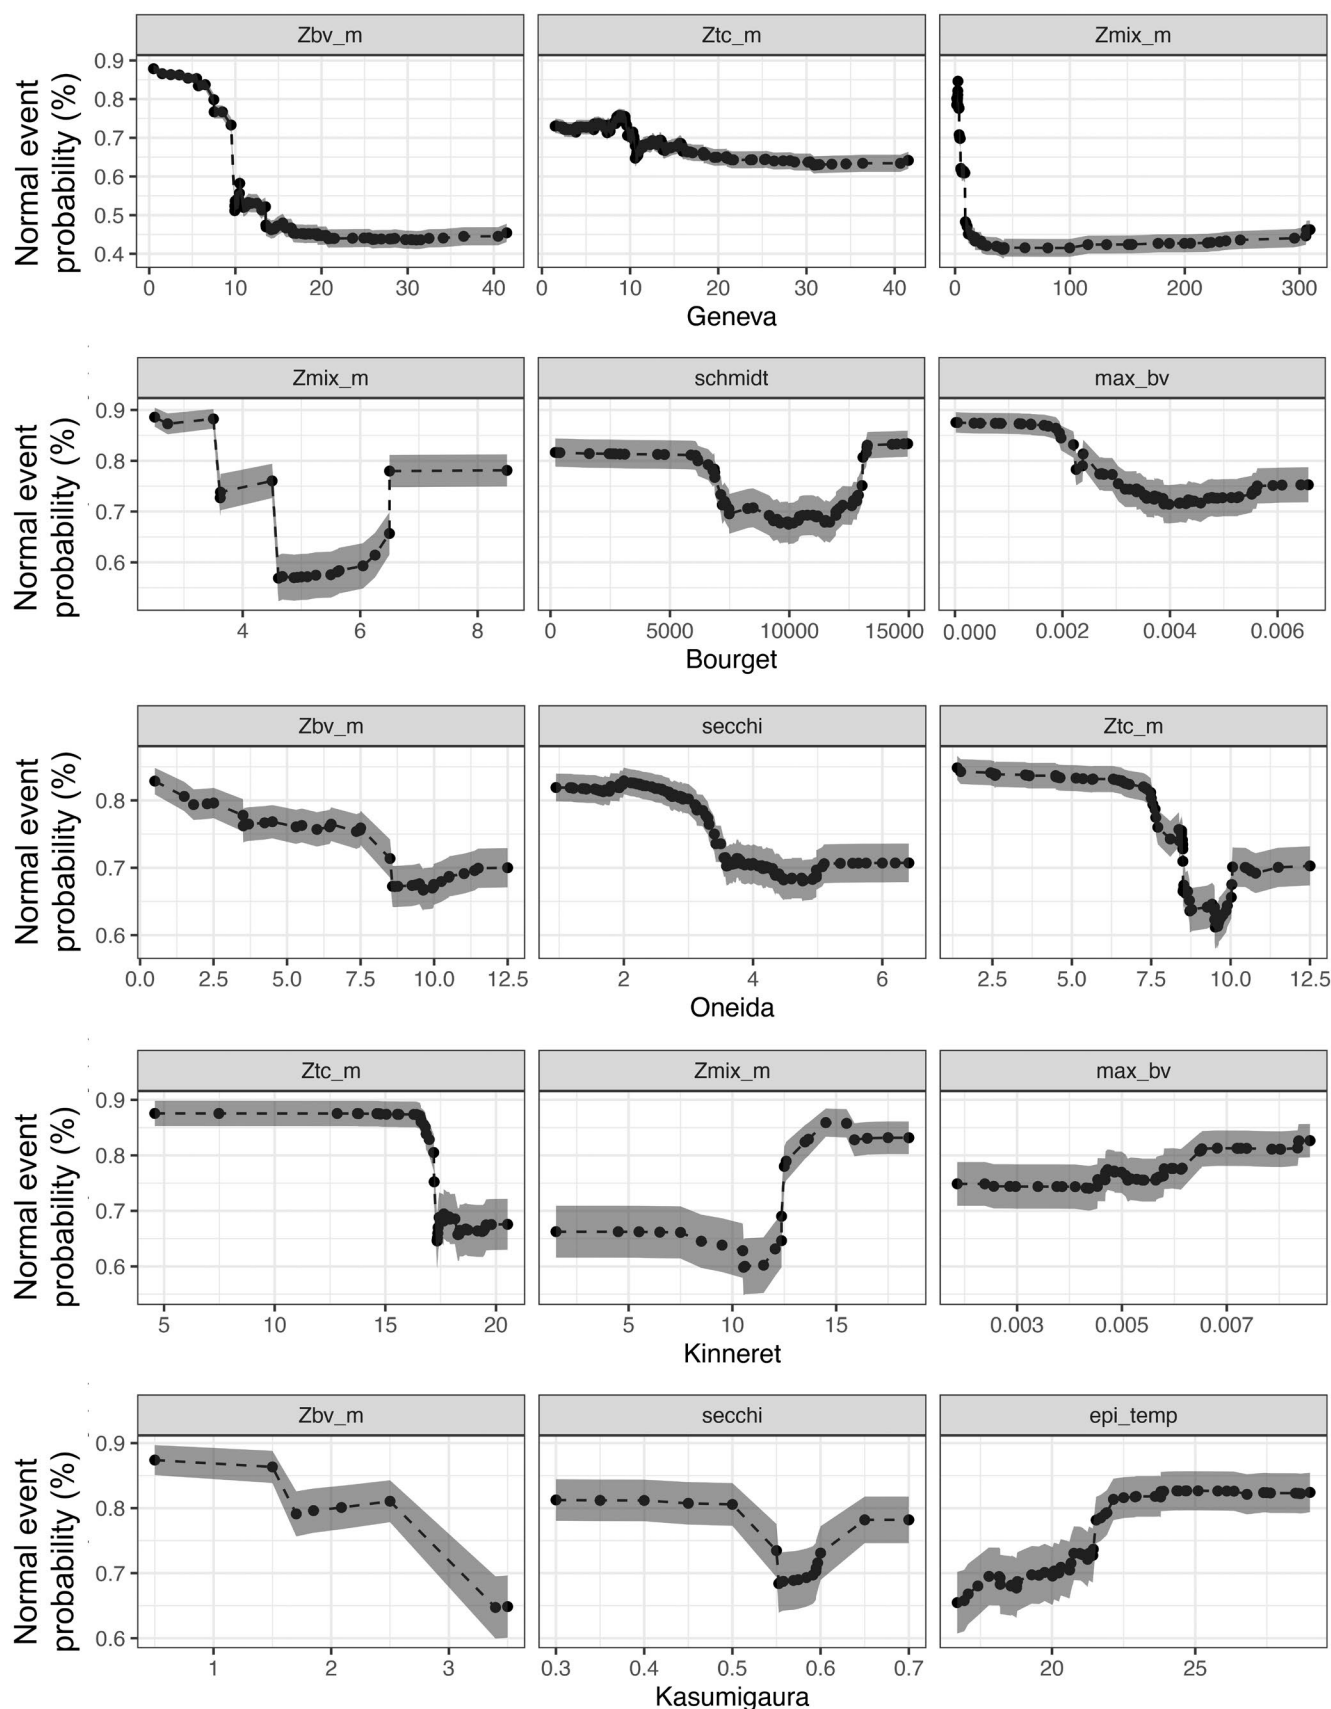 Zbv_m Ztc_m Zmix_m
Normal event
probability (%)
0.9
0.8
0.7
0.6
0.5
0.4
0 10 20 30 40 0 10 20 30 40 0 100 200 300
Geneva
Zmix_m schmidt max_bv
Normal event
probability (%)
0.9
0.8
0.7
0.6
4 6 8 0 5000 10000 15000 0.000 0.002 0.004 0.006
Bourget
Zbv_m secchi Ztc_m
Normal event
probability (%)
0.8
0.7
0.6
0.0 2.5 5.0 7.5 10.0 12.5 2 4 6 2.5 5.0 7.5 10.0 12.5
Oneida
Ztc_m Zmix_m max_bv
Normal event
probability (%)
0.9
0.8
0.7
0.6
5 10 15 20 5 10 15 0.003 0.005 0.007
Kinneret
Zbv_m secchi epi_temp
Normal event
probability (%)
0.9
0.8
0.7
0.6
1 2 3 0.3 0.4 0.5 0.6 0.7 20 25
Kasumigaura